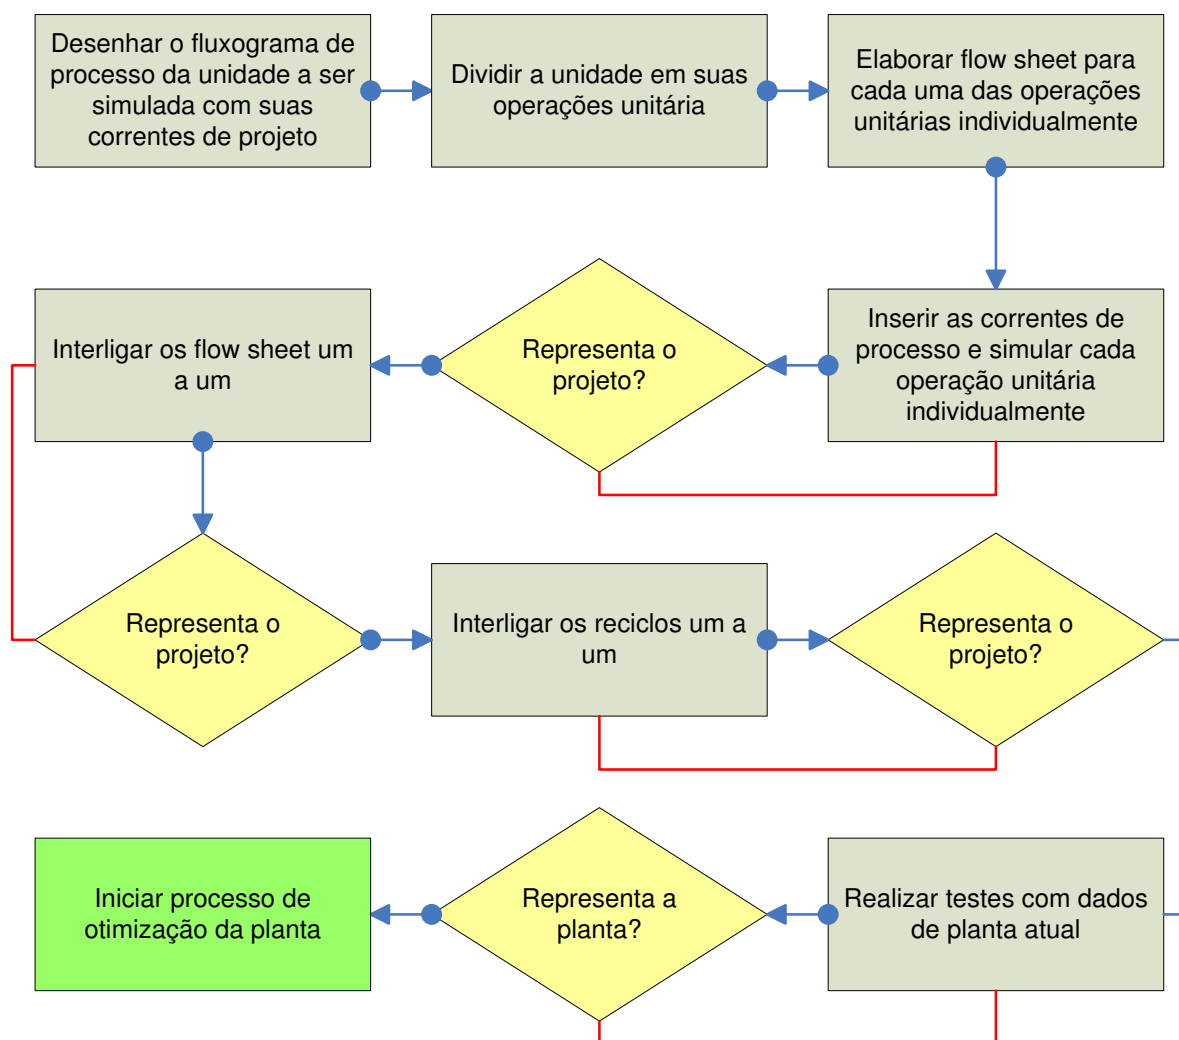 Desenhar o fluxograma de
processo da unidade a ser
simulada com suas
correntes de projeto
Dividir a unidade em suas
operações unitária
Elaborar flow sheet para
cada uma das operações
unitárias individualmente
Interligar os flow sheet um
a um
Representa o
projeto?
Inserir as correntes de
processo e simular cada
operação unitária
individualmente
Representa o
projeto?
Interligar os reciclos um a
um
Representa o
projeto?
Iniciar processo de
otimização da planta
Representa a
planta?
Realizar testes com dados
de planta atual